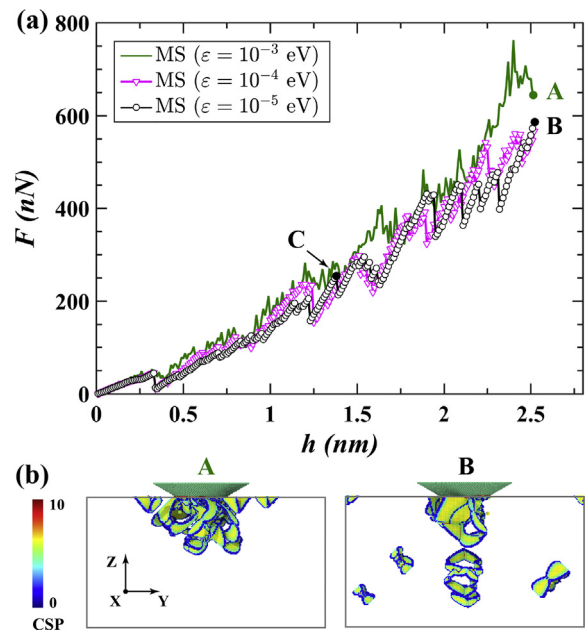 (a)
800
600
400
200
0
F (nN)
MS (ε = 10⁻³ eV)
MS (ε = 10⁻⁴ eV)
MS (ε = 10⁻⁵ eV)
A
B
C
0 0.5 1 1.5 2 2.5
h (nm)
(b)
A B
10
0
CSP
Z
X Y